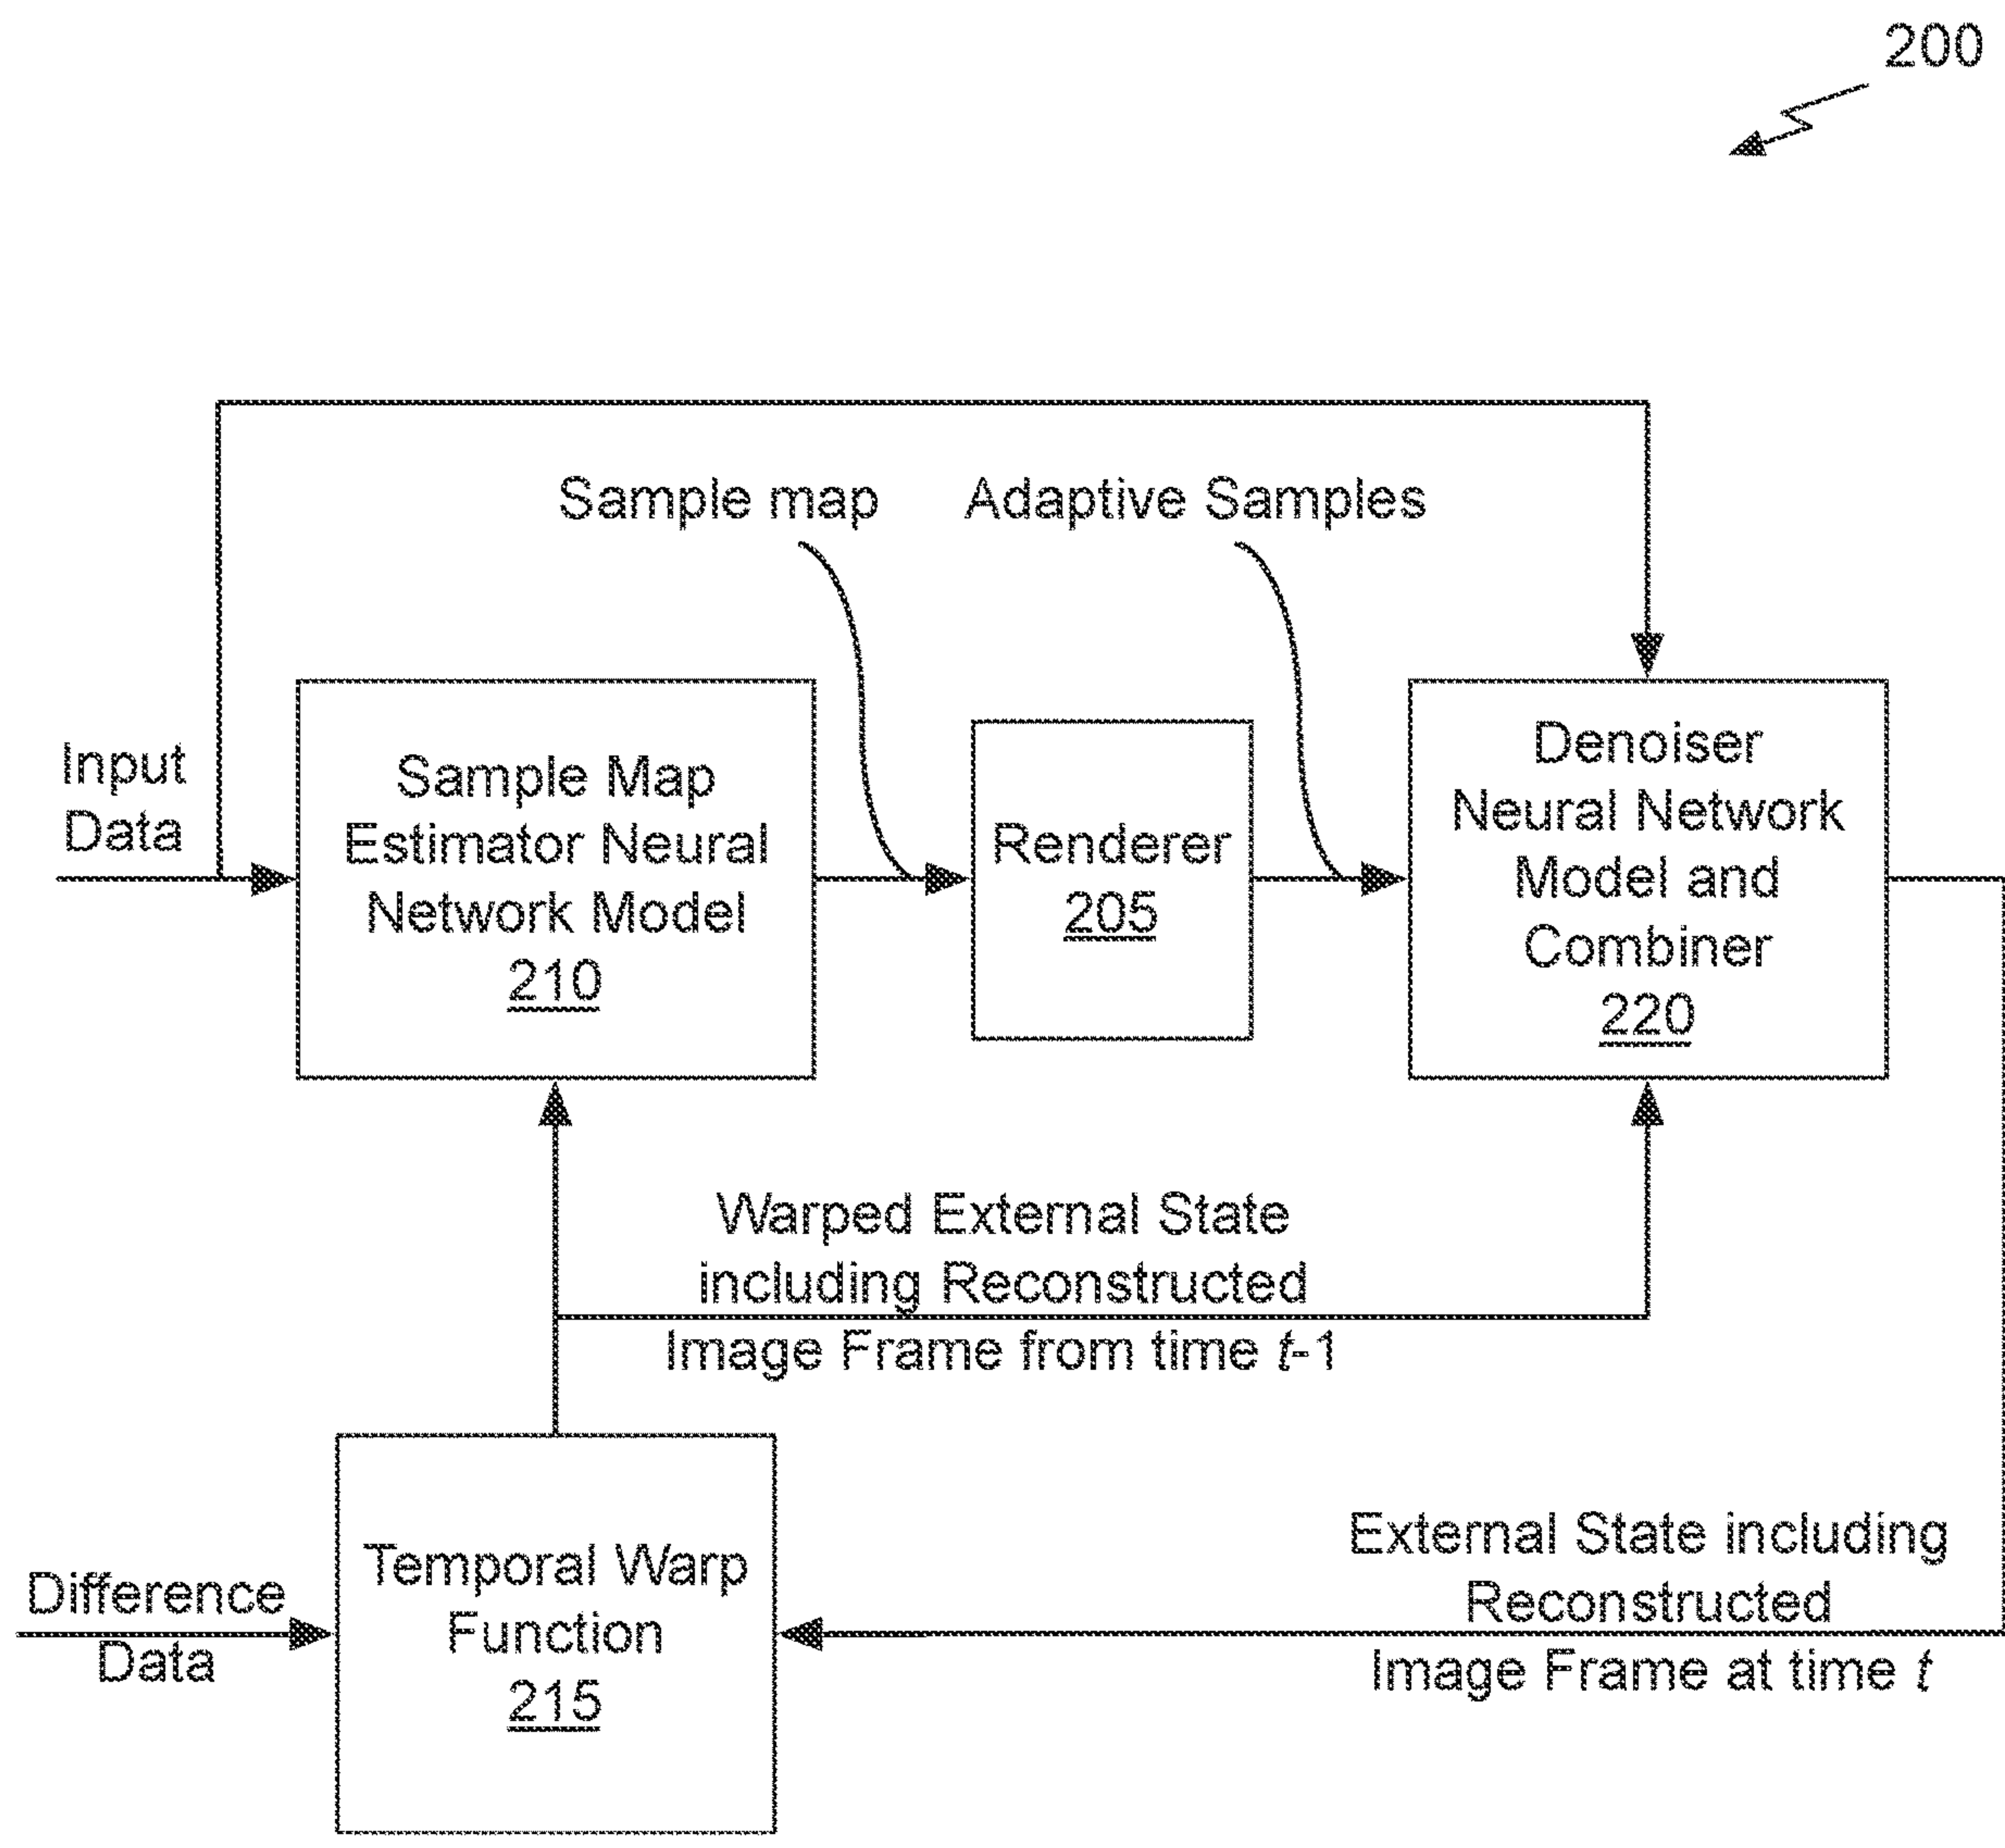 200
Sample map
Adaptive Samples
Input
Data
Sample Map
Estimator Neural
Network Model
210
Renderer
205
Denoiser
Neural Network
Model and
Combiner
220
Warped External State
including Reconstructed
Image Frame from time t-1
Difference
Data
Temporal Warp
Function
215
External State including
Reconstructed
Image Frame at time t